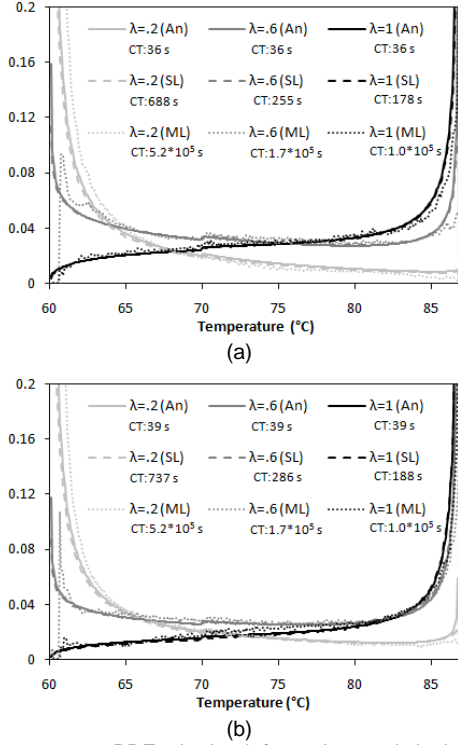 0.2
λ=.2 (An) λ=.6 (An) λ=1 (An)
CT:36 s CT:36 s CT:36 s
0.16
λ=.2 (SL) λ=.6 (SL) λ=1 (SL)
CT:688 s CT:255 s CT:178 s
0.12
λ=.2 (ML) λ=.6 (ML) λ=1 (ML)
CT:5.2*10⁵ s CT:1.7*10⁵ s CT:1.0*10⁵ s
0.08
0.04
0
60 65 70 75 80 85
Temperature (°C)
(a)
0.2
λ=.2 (An) λ=.6 (An) λ=1 (An)
CT:39 s CT:39 s CT:39 s
0.16
λ=.2 (SL) λ=.6 (SL) λ=1 (SL)
CT:737 s CT:286 s CT:188 s
0.12
λ=.2 (ML) λ=.6 (ML) λ=1 (ML)
CT:5.2*10⁵ s CT:1.7*10⁵ s CT:1.0*10⁵ s
0.08
0.04
0
60 65 70 75 80 85
Temperature (°C)
(b)